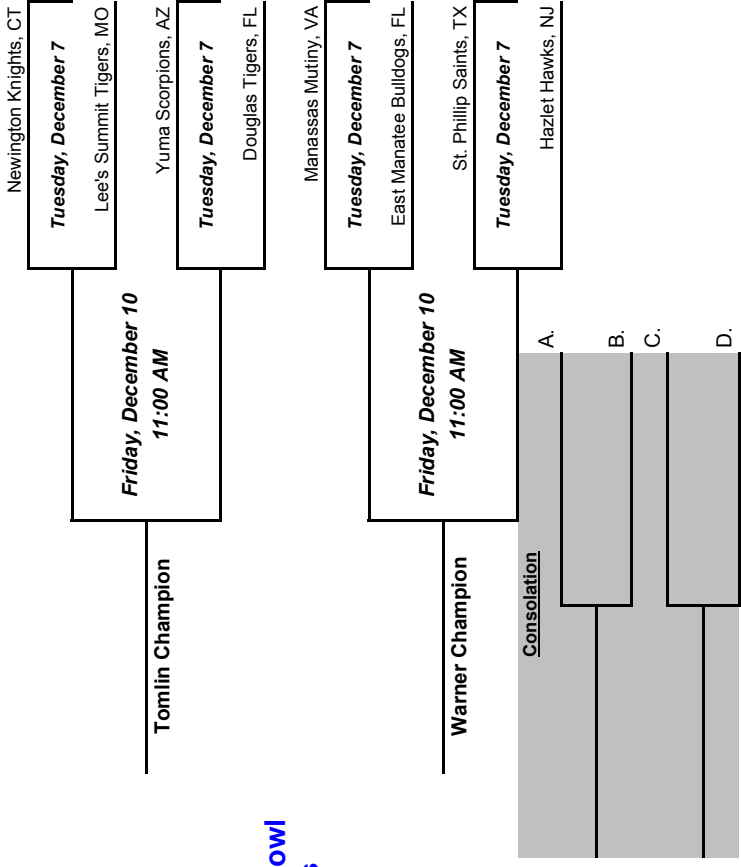 Newington Knights, CT
Tuesday, December 7
Lee's Summit Tigers, MO
Friday, December 10
11:00 AM
Yuma Scorpions, AZ
Tuesday, December 7
Douglas Tigers, FL
Tomlin Champion
Manassas Mutiny, VA
Tuesday, December 7
East Manatee Bulldogs, FL
Friday, December 10
11:00 AM
St. Phillip Saints, TX
Tuesday, December 7
Hazlet Hawks, NJ
Warner Champion
owl
s
Consolation
A.
B.
C.
D.